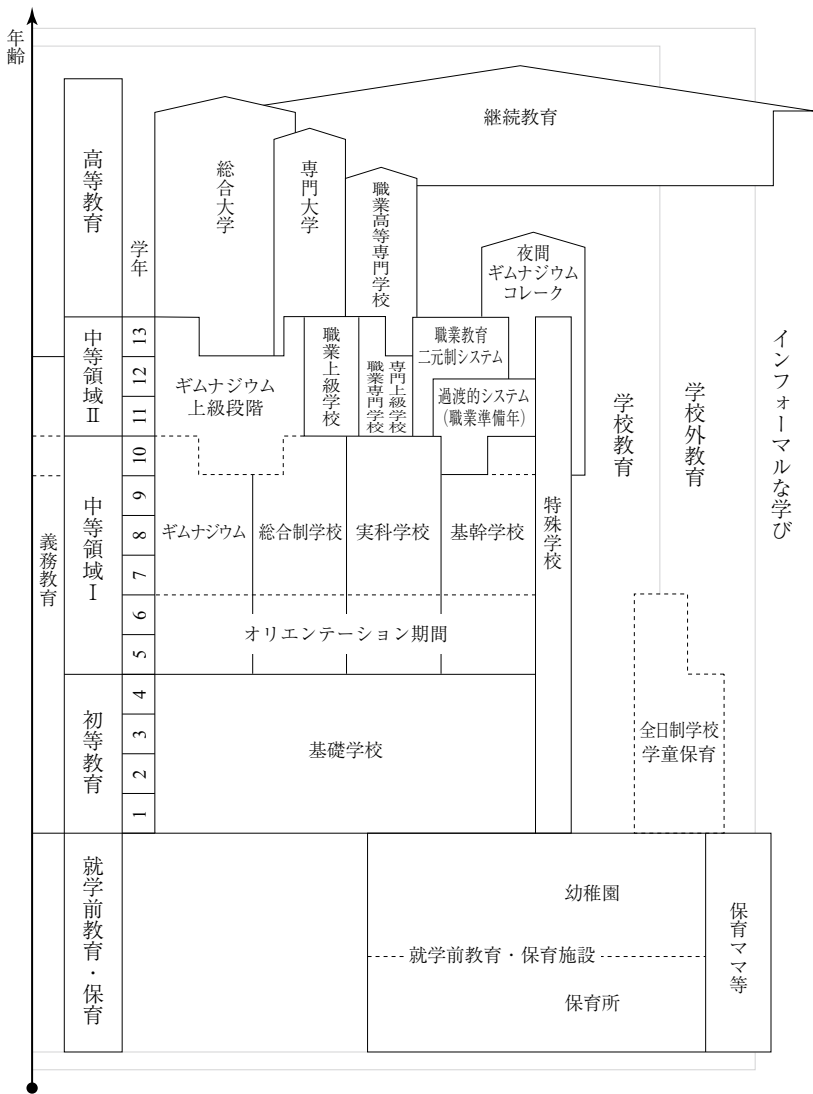 年齢
継続教育
高等教育
総合大学
専門大学
職業高等専門学校
学年
夜間
ギムナジウム
コレーク
中等領域Ⅱ
13
12
11
ギムナジウム
上級段階
職業上級学校
職業専門学校
専門上級学校
職業教育
二元制システム
過渡的システム
(職業準備年)
学校教育
学校外教育
インフォーマルな学び
義務教育
中等領域Ⅰ
10
9
8
7
6
5
ギムナジウム
総合制学校
実科学校
基幹学校
特殊学校
オリエンテーション期間
初等教育
4
3
2
1
基礎学校
全日制学校
学童保育
就学前教育・保育
幼稚園
就学前教育・保育施設
保育所
保育ママ等